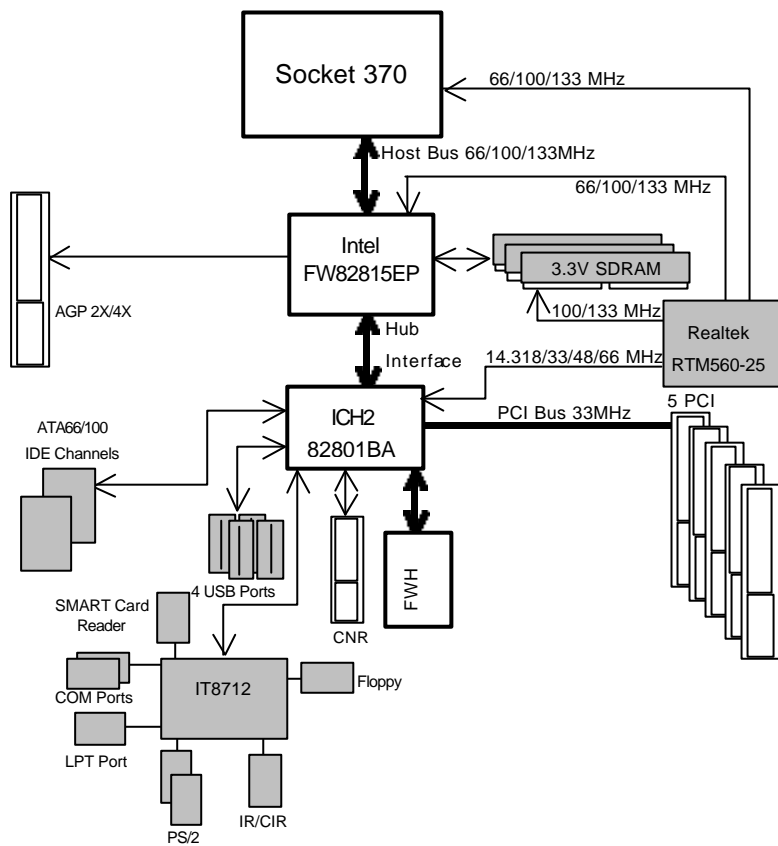 Socket 370
66/100/133 MHz
Host Bus 66/100/133MHz
66/100/133 MHz
Intel
FW82815EP
3.3V SDRAM
AGP 2X/4X
100/133 MHz
Hub
Interface
Realtek
RTM560-25
14.318/33/48/66 MHz
5 PCI
PCI Bus 33MHz
ICH2
82801BA
ATA66/100
IDE Channels
4 USB Ports
CNR
FWH
SMART Card
Reader
COM Ports
IT8712
Floppy
LPT Port
PS/2
IR/CIR